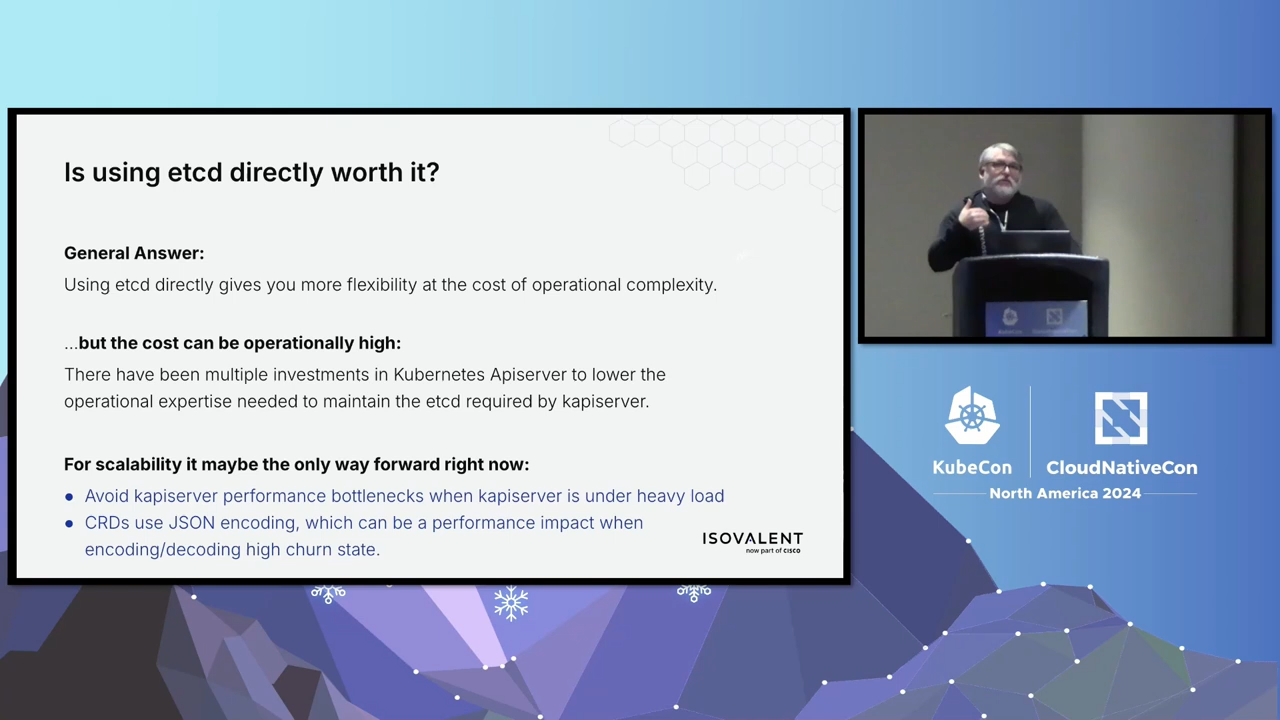 Is using etcd directly worth it?
General Answer:
Using etcd directly gives you more flexibility at the cost of operational complexity.
...but the cost can be operationally high:
There have been multiple investments in Kubernetes Apiserver to lower the
operational expertise needed to maintain the etcd required by kapiserver.
For scalability it maybe the only way forward right now:
● Avoid kapiserver performance bottlenecks when kapiserver is under heavy load
● CRDs use JSON encoding, which can be a performance impact when
encoding/decoding high churn state.
ISOVALENT
now part of CISCO
KubeCon
CloudNativeCon
North America 2024